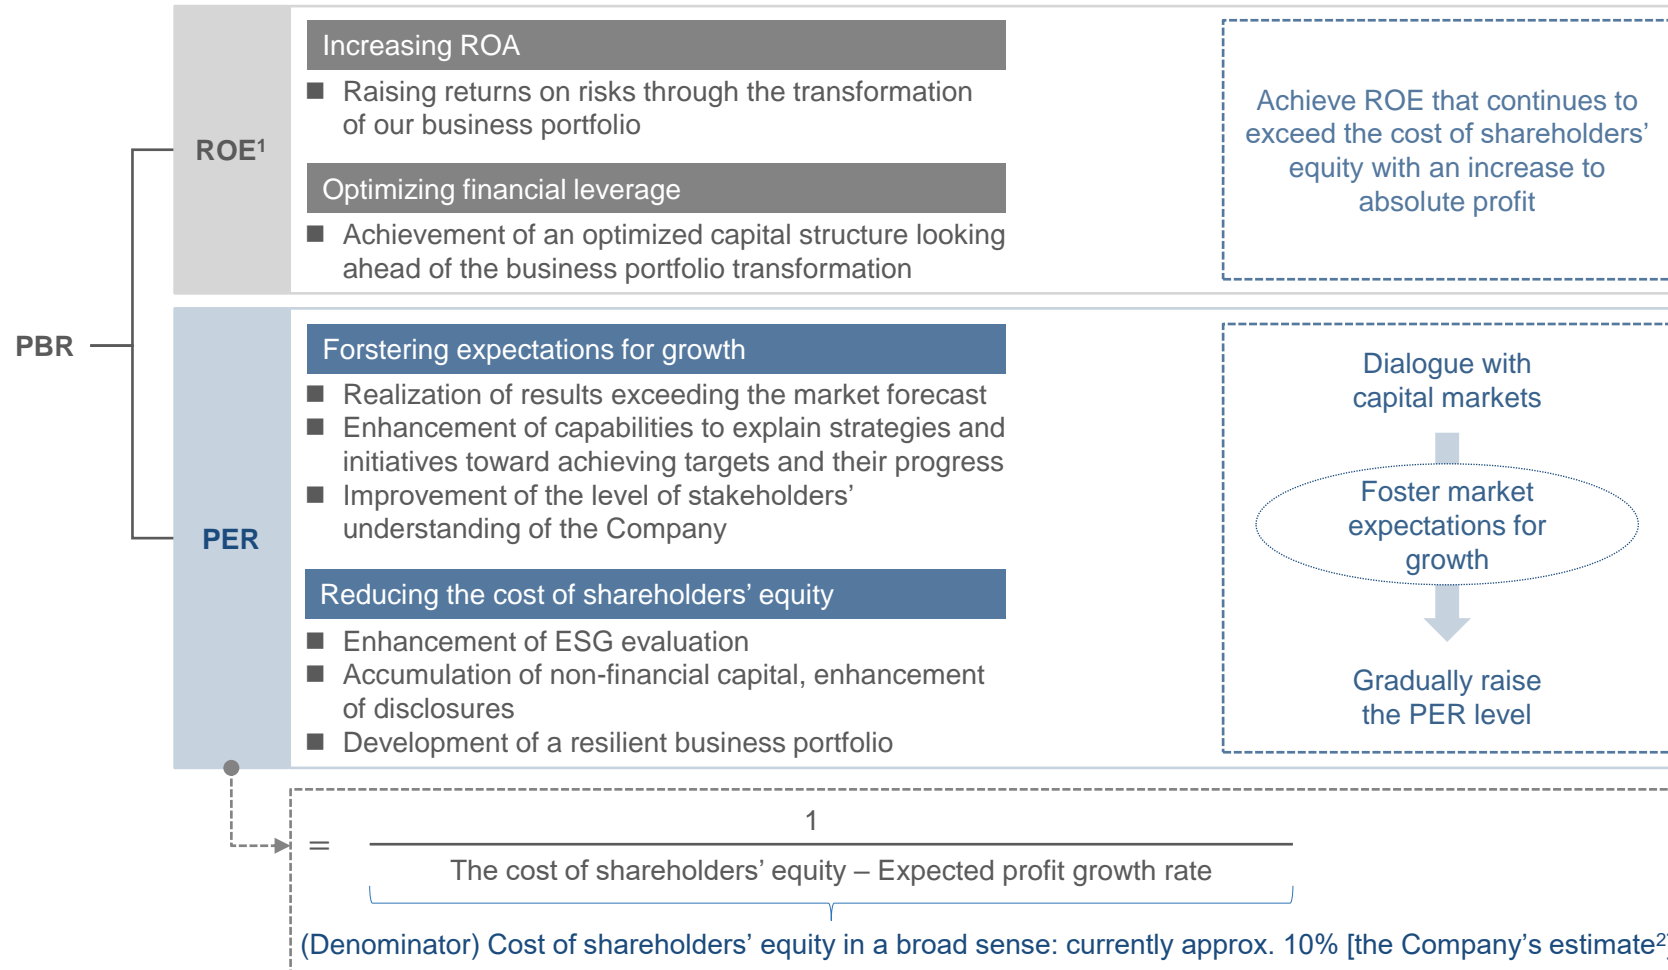 PBR
ROE¹
Increasing ROA
■ Raising returns on risks through the transformation
of our business portfolio
Optimizing financial leverage
■ Achievement of an optimized capital structure looking
ahead of the business portfolio transformation
Achieve ROE that continues to
exceed the cost of shareholders’
equity with an increase to
absolute profit
PER
Forstering expectations for growth
■ Realization of results exceeding the market forecast
■ Enhancement of capabilities to explain strategies and
initiatives toward achieving targets and their progress
■ Improvement of the level of stakeholders’
understanding of the Company
Reducing the cost of shareholders’ equity
■ Enhancement of ESG evaluation
■ Accumulation of non-financial capital, enhancement
of disclosures
■ Development of a resilient business portfolio
Dialogue with
capital markets
Foster market
expectations for
growth
Gradually raise
the PER level
=
1
The cost of shareholders’ equity – Expected profit growth rate
(Denominator) Cost of shareholders’ equity in a broad sense: currently approx. 10% [the Company’s estimate²]